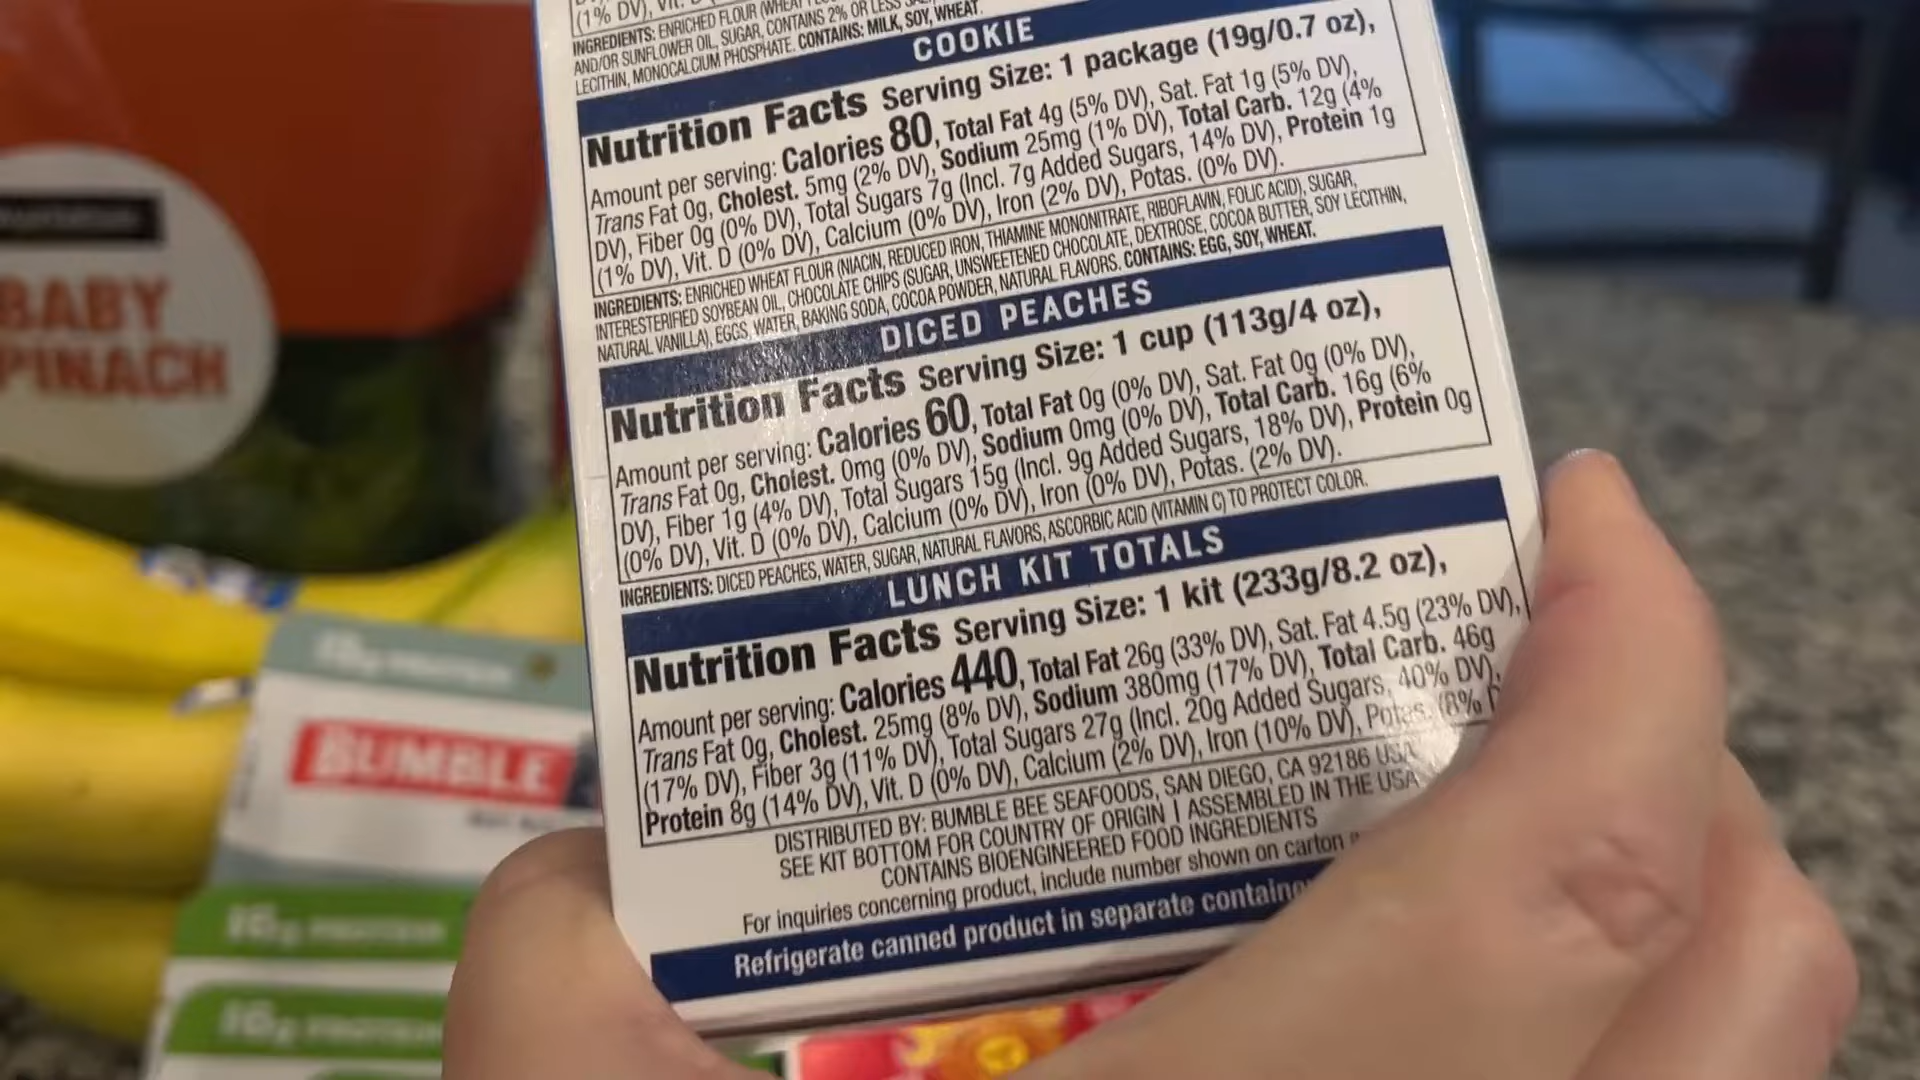 (1% DV), Vit. D
INGREDIENTS: ENRICHED FLOUR (WHEAT
AND/OR SUNFLOWER OIL, SUGAR, CONTAINS 2% OR LESS
LECITHIN, MONOCALCIUM PHOSPHATE. CONTAINS: MILK, SOY, WHEAT.
COOKIE
Nutrition Facts Serving Size: 1 package (19g/0.7 oz),
Amount per serving: Calories 80, Total Fat 4g (5% DV), Sat. Fat 1g (5% DV),
Trans Fat 0g, Cholest. 5mg (2% DV), Sodium 25mg (1% DV), Total Carb. 12g (4%
DV), Fiber 0g (0% DV), Total Sugars 7g (Incl. 7g Added Sugars, 14% DV), Protein 1g
(1% DV), Vit. D (0% DV), Calcium (0% DV), Iron (2% DV), Potas. (0% DV).
INGREDIENTS: ENRICHED WHEAT FLOUR (NIACIN, REDUCED IRON, THIAMINE MONONITRATE, RIBOFLAVIN, FOLIC ACID), SUGAR,
INTERESTERIFIED SOYBEAN OIL, CHOCOLATE CHIPS (SUGAR, UNSWEETENED CHOCOLATE, DEXTROSE, COCOA BUTTER, SOY LECITHIN,
NATURAL VANILLA), EGGS, WATER, BAKING SODA, COCOA POWDER, NATURAL FLAVORS. CONTAINS: EGG, SOY, WHEAT.
DICED PEACHES
Nutrition Facts Serving Size: 1 cup (113g/4 oz),
Amount per serving: Calories 60, Total Fat 0g (0% DV), Sat. Fat 0g (0% DV),
Trans Fat 0g, Cholest. 0mg (0% DV), Sodium 0mg (0% DV), Total Carb. 16g (6%
DV), Fiber 1g (4% DV), Total Sugars 15g (Incl. 9g Added Sugars, 18% DV), Protein 0g
(0% DV), Vit. D (0% DV), Calcium (0% DV), Iron (0% DV), Potas. (2% DV).
INGREDIENTS: DICED PEACHES, WATER, SUGAR, NATURAL FLAVORS, ASCORBIC ACID (VITAMIN C) TO PROTECT COLOR.
LUNCH KIT TOTALS
Nutrition Facts Serving Size: 1 kit (233g/8.2 oz),
Amount per serving: Calories 440, Total Fat 26g (33% DV), Sat. Fat 4.5g (23% DV),
Trans Fat 0g, Cholest. 25mg (8% DV), Sodium 380mg (17% DV), Total Carb. 46g
(17% DV), Fiber 3g (11% DV), Total Sugars 27g (Incl. 20g Added Sugars, 40% DV),
Protein 8g (14% DV), Vit. D (0% DV), Calcium (2% DV), Iron (10% DV), Potas. (8%
DISTRIBUTED BY: BUMBLE BEE SEAFOODS, SAN DIEGO, CA 92186 USA
SEE KIT BOTTOM FOR COUNTRY OF ORIGIN | ASSEMBLED IN THE USA
CONTAINS BIOENGINEERED FOOD INGREDIENTS
For inquiries concerning product, include number shown on carton
Refrigerate canned product in separate
BABY
SPINACH
BUMBLE
16g PROTEIN
16g PROTEIN